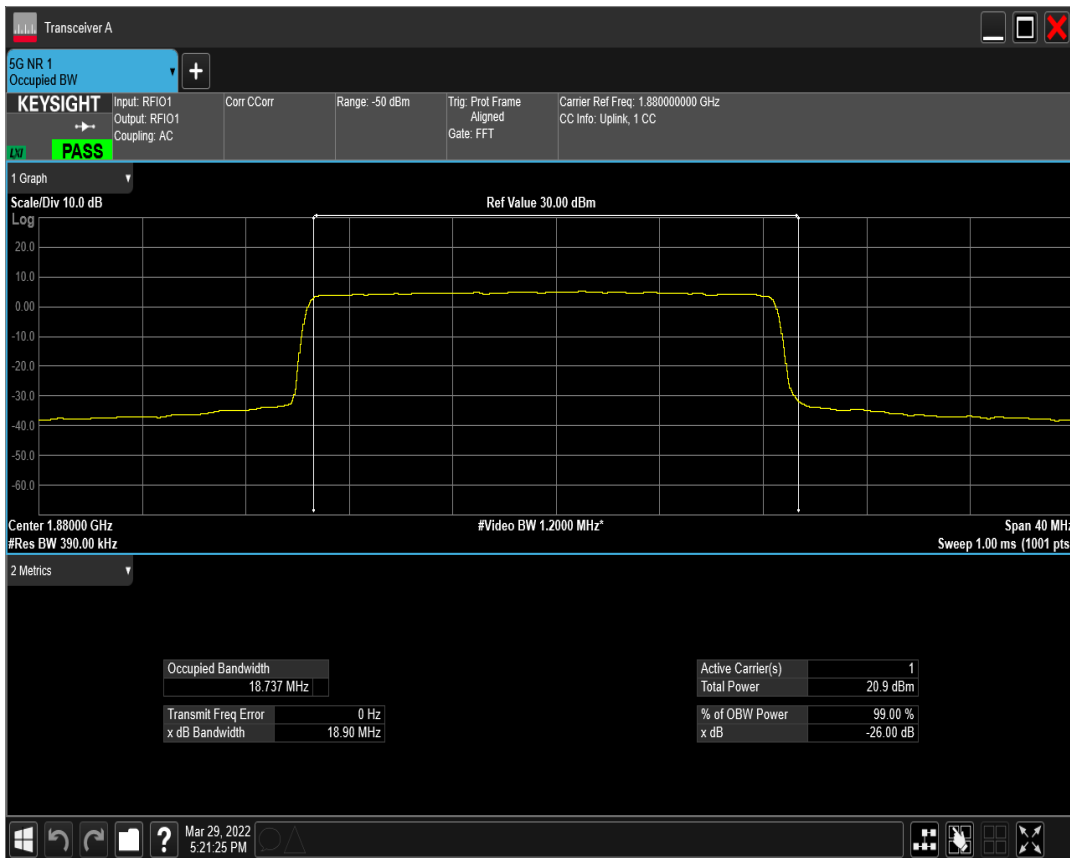 Transceiver A
5G NR 1
Occupied BW
KEYSIGHT
LXI
PASS
Input: RFIO1
Output: RFIO1
Coupling: AC
Corr CCorr
Range: -50 dBm
Trig: Prot Frame
Aligned
Gate: FFT
Carrier Ref Freq: 1.880000000 GHz
CC Info: Uplink, 1 CC
1 Graph
Scale/Div 10.0 dB
Ref Value 30.00 dBm
Log
20.0
10.0
0.00
-10.0
-20.0
-30.0
-40.0
-50.0
-60.0
Center 1.88000 GHz
#Video BW 1.2000 MHz*
Span 40 MHz
#Res BW 390.00 kHz
Sweep 1.00 ms (1001 pts
2 Metrics
Occupied Bandwidth
18.737 MHz
Transmit Freq Error 0 Hz
x dB Bandwidth 18.90 MHz
Active Carrier(s) 1
Total Power 20.9 dBm
% of OBW Power 99.00 %
x dB -26.00 dB
?
Mar 29, 2022
5:21:25 PM